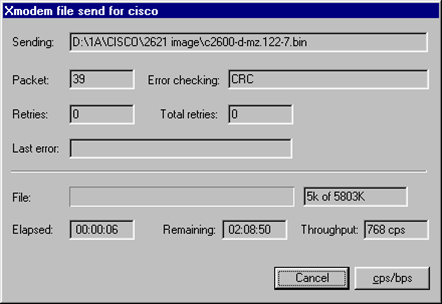 Xmodem file send for cisco
Sending: D:\1A\CISCO\2621 image\c2600-d-mz.122-7.bin
Packet: 39 Error checking: CRC
Retries: 0 Total retries: 0
Last error:
File: 5k of 5803K
Elapsed: 00:00:06 Remaining: 02:08:50 Throughput: 768 cps
Cancel cps/bps